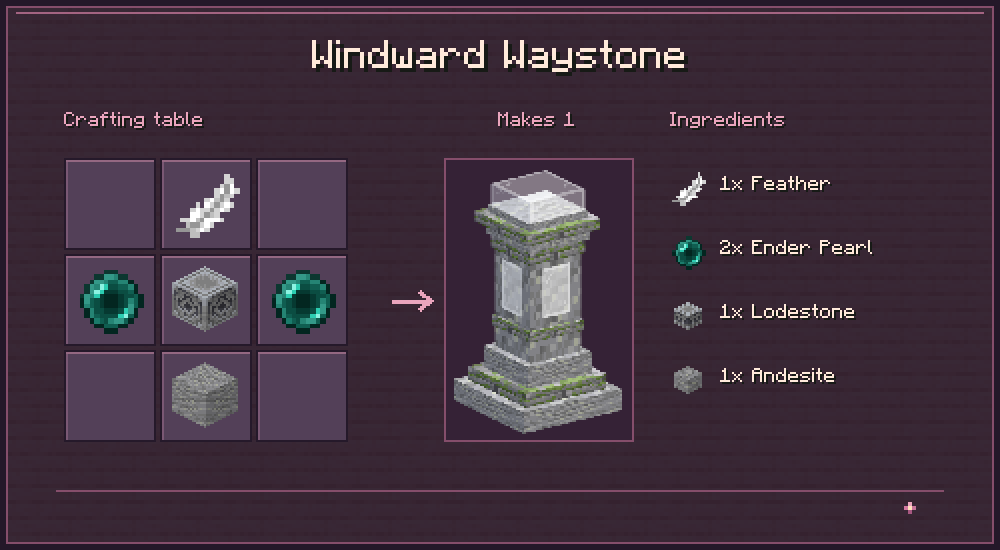 Windward Waystone
Crafting table
Makes 1
Ingredients
1x Feather
2x Ender Pearl
1x Lodestone
1x Andesite